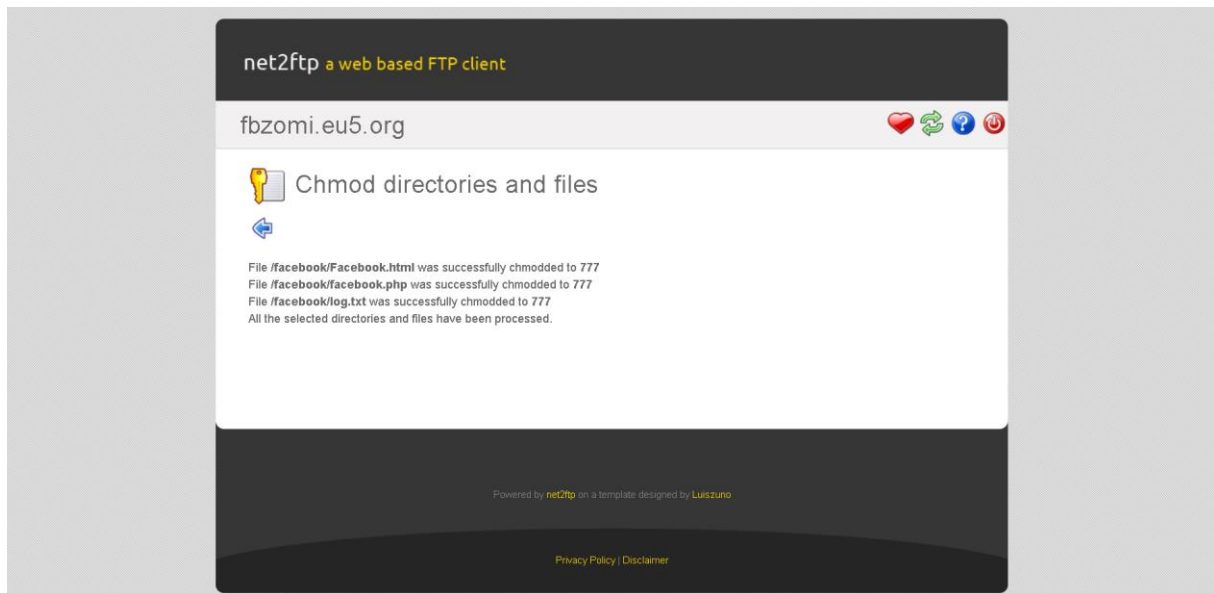 net2ftp a web based FTP client
fbzomi.eu5.org
Chmod directories and files
File /facebook/Facebook.html was successfully chmodded to 777
File /facebook/facebook.php was successfully chmodded to 777
File /facebook/log.txt was successfully chmodded to 777
All the selected directories and files have been processed.
Powered by net2ftp on a template designed by Luiszuno
Privacy Policy | Disclaimer